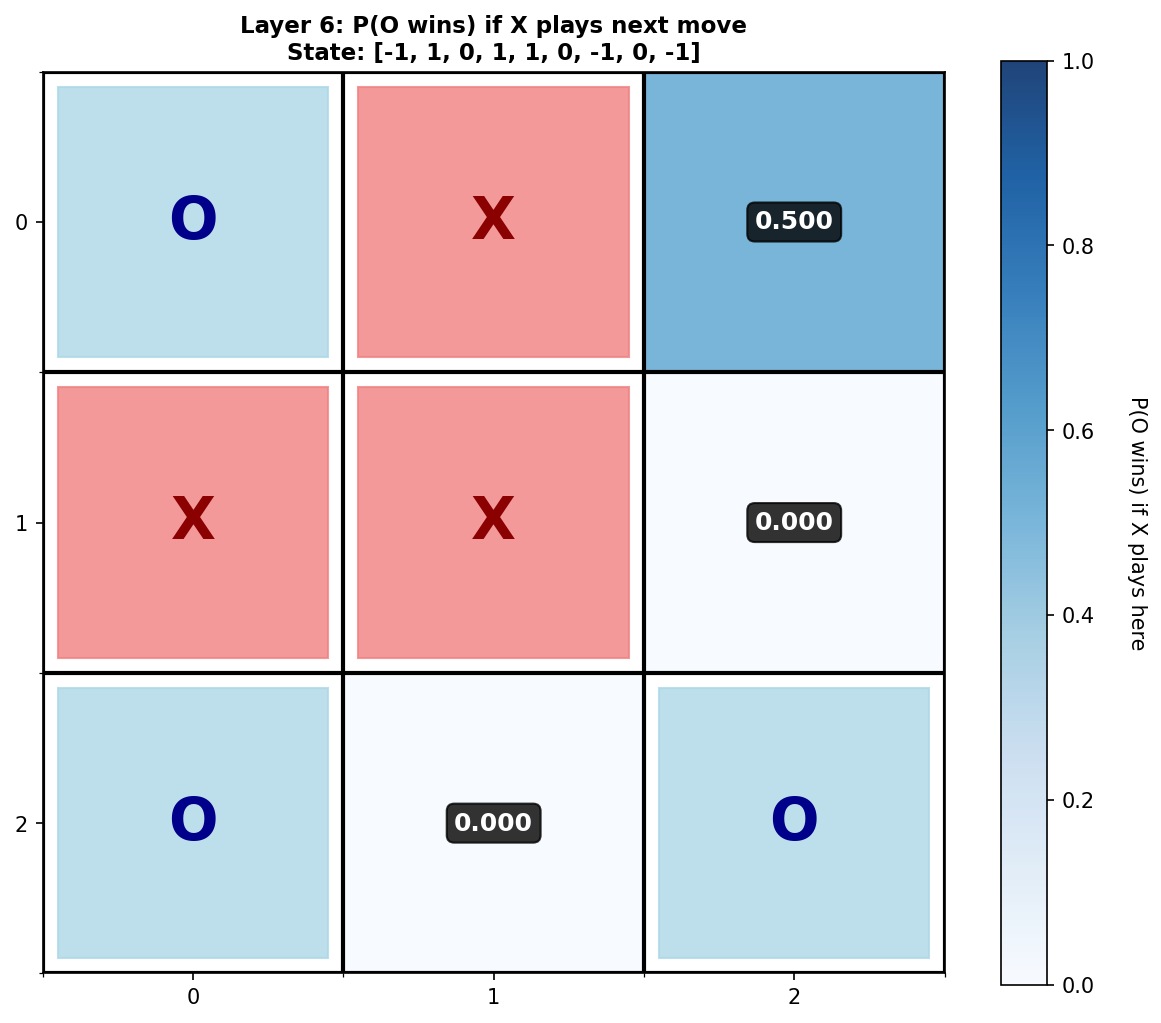 Layer 6: P(O wins) if X plays next move
State: [-1, 1, 0, 1, 1, 0, -1, 0, -1]
0
O
X
0.500
1
X
X
0.000
2
O
0.000
O
0
1
2
1.0
0.8
0.6
0.4
0.2
0.0
P(O wins) if X plays here